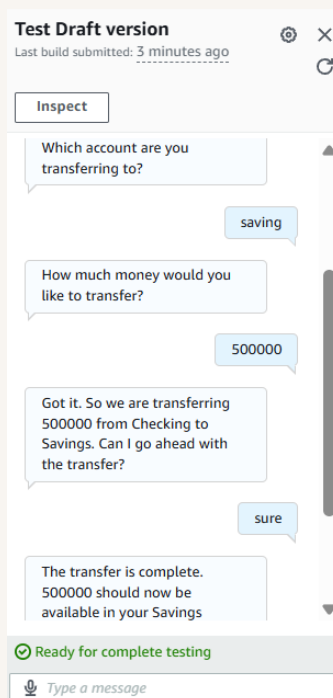 Test Draft version
Last build submitted: 3 minutes ago
Inspect
Which account are you
transferring to?
saving
How much money would you
like to transfer?
500000
Got it. So we are transferring
500000 from Checking to
Savings. Can I go ahead with
the transfer?
sure
The transfer is complete.
500000 should now be
available in your Savings
Ready for complete testing
Type a message